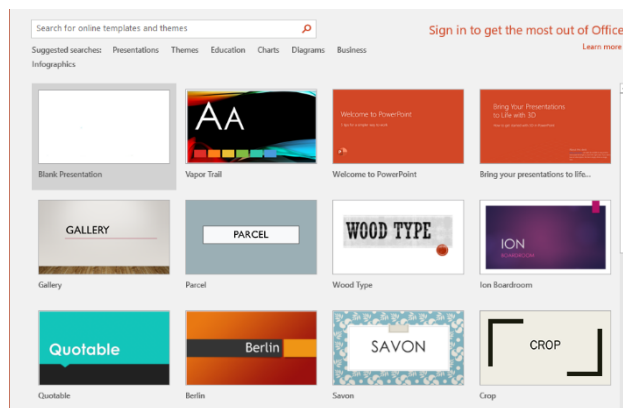 Search for online templates and themes
Sign in to get the most out of Office
Learn more
Suggested searches: Presentations Themes Education Charts Diagrams Business
Infographics
AA
Welcome to PowerPoint
Bring Your Presentations
to Life with 3D
Blank Presentation
Vapor Trail
Welcome to PowerPoint
Bring your presentations to life...
GALLERY
PARCEL
WOOD TYPE
ION
BOARDROOM
Gallery
Parcel
Wood Type
Ion Boardroom
Quotable
Berlin
SAVON
CROP
Quotable
Berlin
Savon
Crop